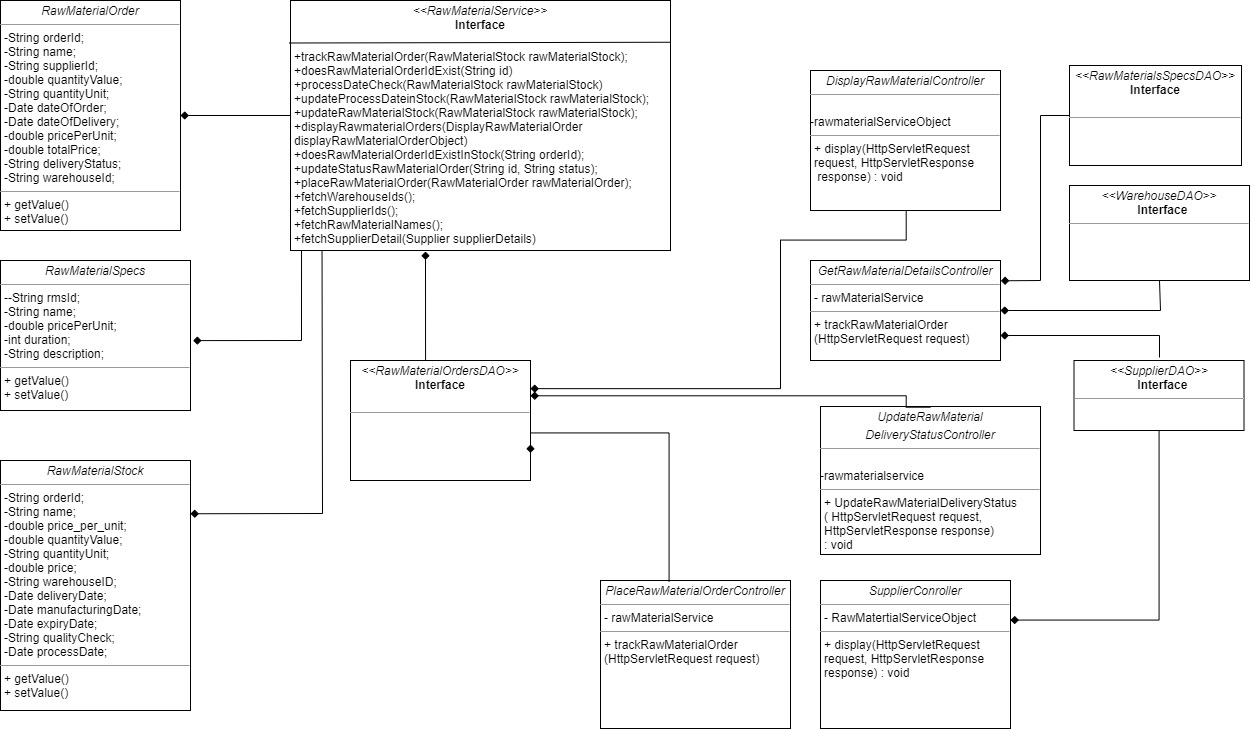 RawMaterialOrder
-String orderId;
-String name;
-String supplierId;
-double quantityValue;
-String quantityUnit;
-Date dateOfOrder;
-Date dateOfDelivery;
-double pricePerUnit;
-double totalPrice;
-String deliveryStatus;
-String warehouseId;
+ getValue()
+ setValue()
<<RawMaterialService>>
Interface
+trackRawMaterialOrder(RawMaterialStock rawMaterialStock);
+doesRawMaterialOrderIdExist(String id)
+processDateCheck(RawMaterialStock rawMaterialStock)
+updateProcessDateinStock(RawMaterialStock rawMaterialStock);
+updateRawMaterialStock(RawMaterialStock rawMaterialStock);
+displayRawmaterialOrders(DisplayRawMaterialOrder
displayRawMaterialOrderObject)
+doesRawMaterialOrderIdExistInStock(String orderId);
+updateStatusRawMaterialOrder(String id, String status);
+placeRawMaterialOrder(RawMaterialOrder rawMaterialOrder);
+fetchWarehouseIds();
+fetchSupplierIds();
+fetchRawMaterialNames();
+fetchSupplierDetail(Supplier supplierDetails)
DisplayRawMaterialController
-rawmaterialServiceObject
+ display(HttpServletRequest
request, HttpServletResponse
response) : void
<<RawMaterialsSpecsDAO>>
Interface
<<WarehouseDAO>>
Interface
RawMaterialSpecs
--String rmsId;
-String name;
-double pricePerUnit;
-int duration;
-String description;
+ getValue()
+ setValue()
GetRawMaterialDetailsController
- rawMaterialService
+ trackRawMaterialOrder
(HttpServletRequest request)
<<RawMaterialOrdersDAO>>
Interface
<<SupplierDAO>>
Interface
UpdateRawMaterial
DeliveryStatusController
-rawmaterialservice
+ UpdateRawMaterialDeliveryStatus
( HttpServletRequest request,
HttpServletResponse response)
: void
RawMaterialStock
-String orderId;
-String name;
-double price_per_unit;
-double quantityValue;
-String quantityUnit;
-double price;
-String warehouseID;
-Date deliveryDate;
-Date manufacturingDate;
-Date expiryDate;
-String qualityCheck;
-Date processDate;
+ getValue()
+ setValue()
PlaceRawMaterialOrderController
- rawMaterialService
+ trackRawMaterialOrder
(HttpServletRequest request)
SupplierConroller
- RawMatertialServiceObject
+ display(HttpServletRequest
request, HttpServletResponse
response) : void